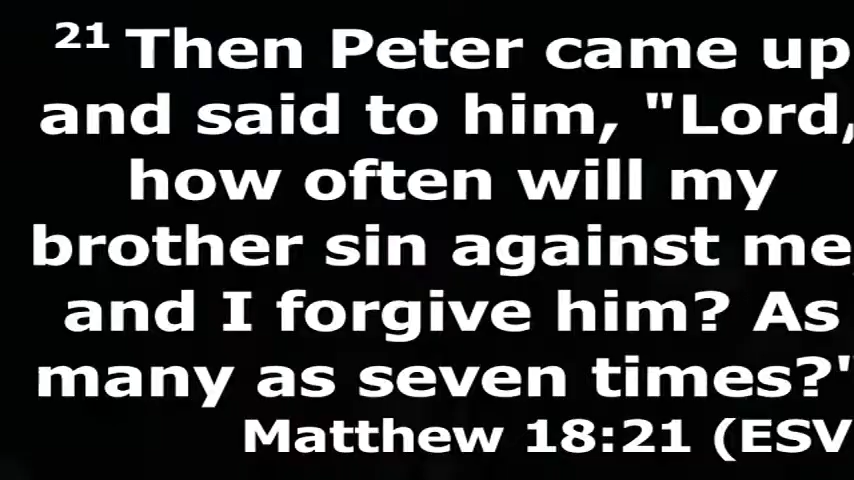 21 Then Peter came up
and said to him, "Lord,
how often will my
brother sin against me,
and I forgive him? As
many as seven times?"
Matthew 18:21 (ESV